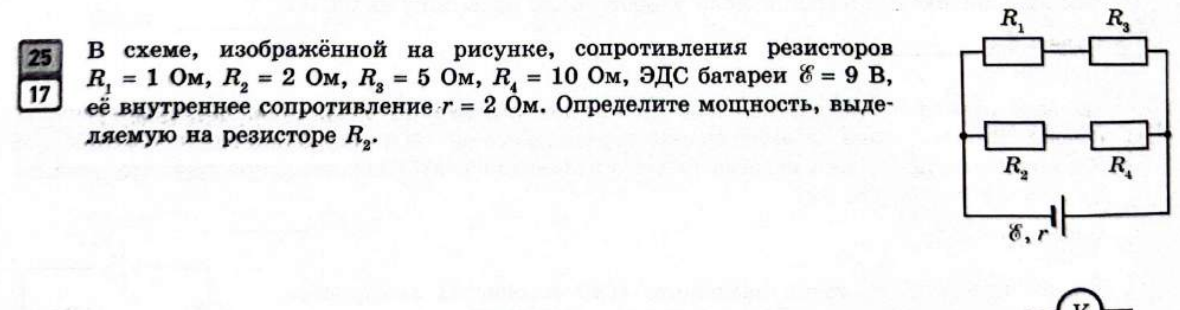 25
17
В схеме, изображённой на рисунке, сопротивления резисторов
R₁ = 1 Ом, R₂ = 2 Ом, R₃ = 5 Ом, R₄ = 10 Ом, ЭДС батареи ℰ = 9 В,
её внутреннее сопротивление r = 2 Ом. Определите мощность, выде-
ляемую на резисторе R₂.
R₁ R₃
R₂ R₄
ℰ, r